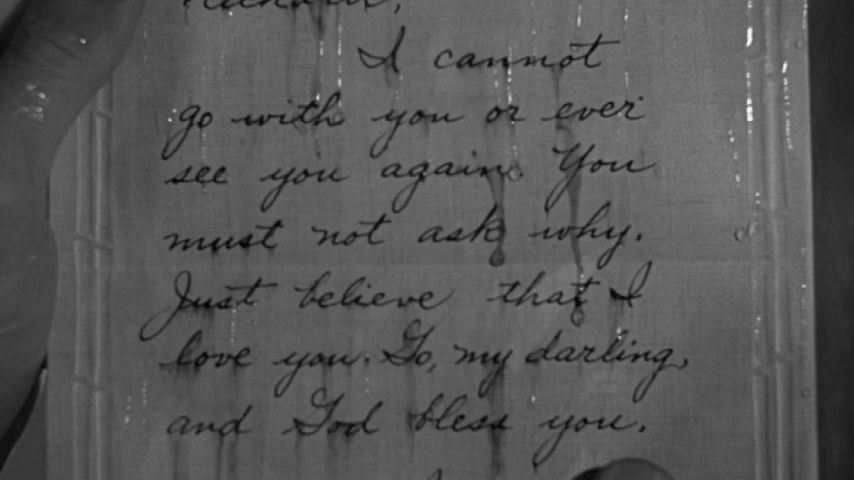 Richard,
I cannot
go with you or ever
see you again. You
must not ask why.
Just believe that I
love you. Go, my darling,
and God bless you.